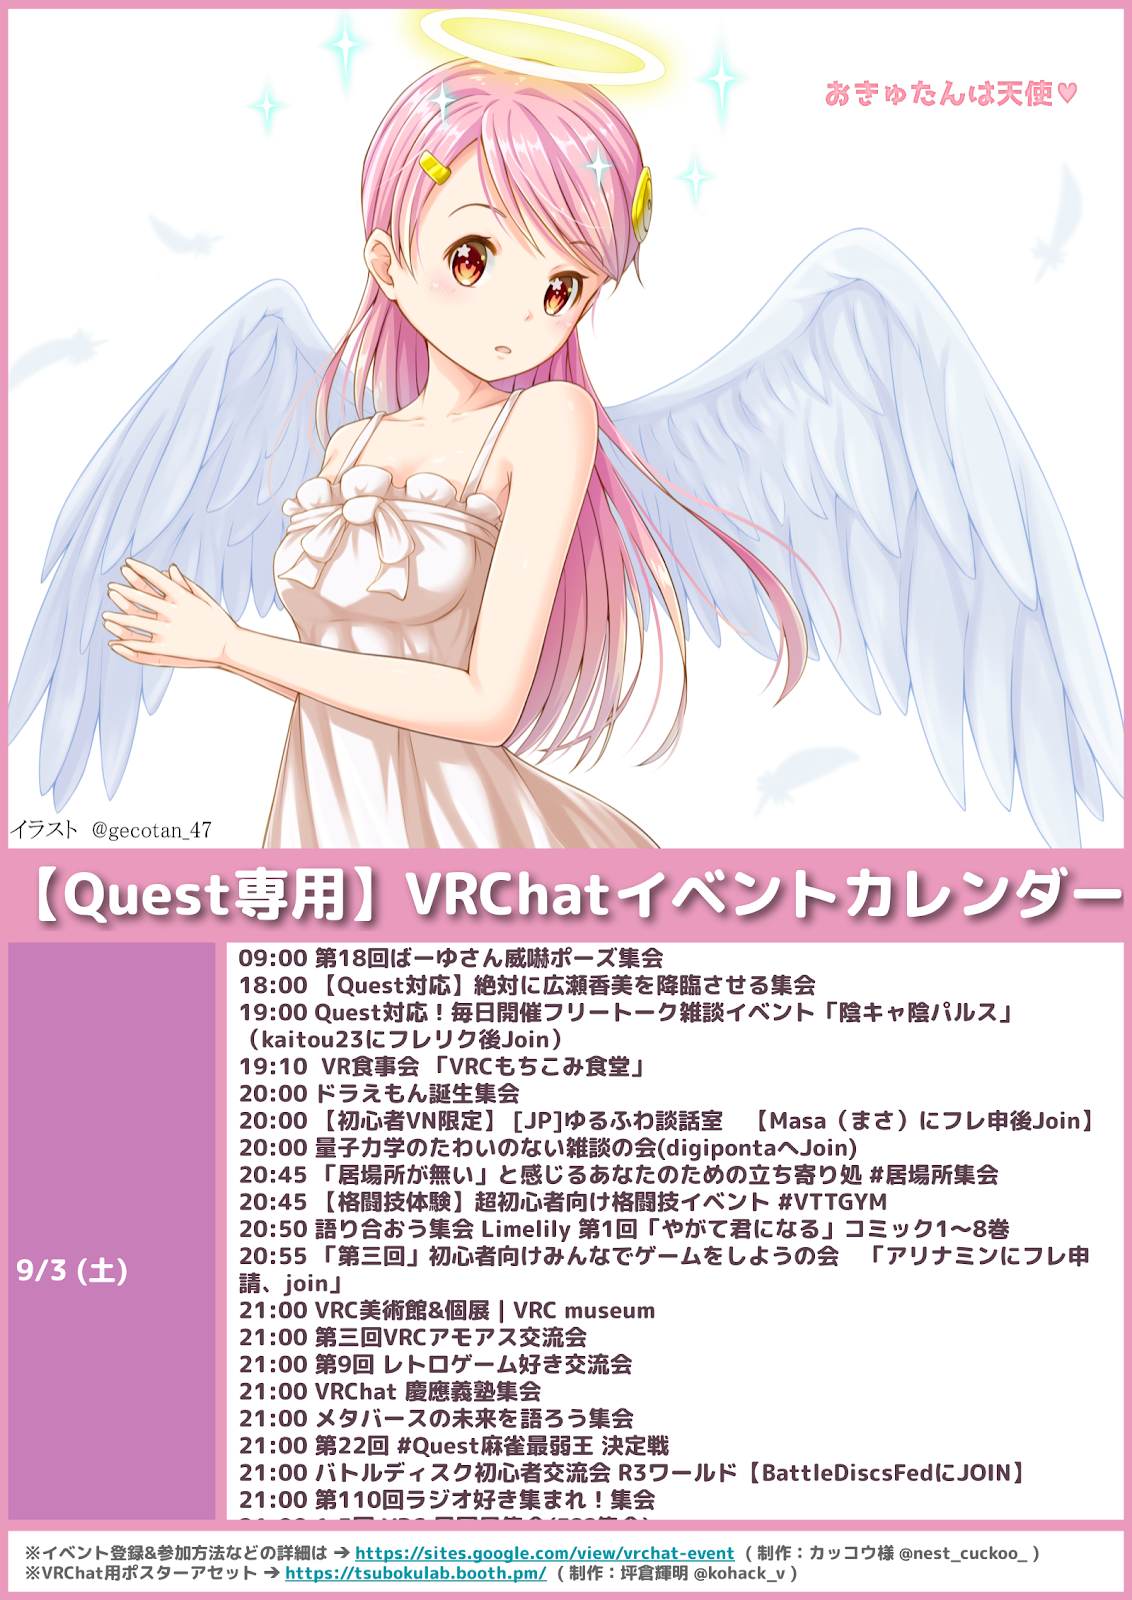 おきゅたんは天使♥
イラスト @gecotan_47
【Quest専用】VRChatイベントカレンダー
9/3 (土)
09:00 第18回ばーゆさん威嚇ポーズ集会
18:00 【Quest対応】絶対に広瀬香美を降臨させる集会
19:00 Quest対応！毎日開催フリートーク雑談イベント「陰キャ陰パルス」
（kaitou23にフレリク後Join）
19:10 VR食事会 「VRCもちこみ食堂」
20:00 ドラえもん誕生集会
20:00 【初心者VN限定】 [JP]ゆるふわ談話室　【Masa（まさ）にフレ申後Join】
20:00 量子力学のたわいのない雑談の会(digipontaへJoin)
20:45 「居場所が無い」と感じるあなたのための立ち寄り処 #居場所集会
20:45 【格闘技体験】超初心者向け格闘技イベント #VTTGYM
20:50 語り合おう集会 Limelily 第1回「やがて君になる」コミック1～8巻
20:55 「第三回」初心者向けみんなでゲームをしようの会　「アリナミンにフレ申
請、join」
21:00 VRC美術館&個展 | VRC museum
21:00 第三回VRCアモアス交流会
21:00 第9回 レトロゲーム好き交流会
21:00 VRChat 慶應義塾集会
21:00 メタバースの未来を語ろう集会
21:00 第22回 #Quest麻雀最弱王 決定戦
21:00 バトルディスク初心者交流会 R3ワールド【BattleDiscsFedにJOIN】
21:00 第110回ラジオ好き集まれ！集会
※イベント登録&参加方法などの詳細は → https://sites.google.com/view/vrchat-event ( 制作：カッコウ様 @nest_cuckoo_ )
※VRChat用ポスターアセット → https://tsubokulab.booth.pm/ ( 制作：坪倉輝明 @kohack_v )